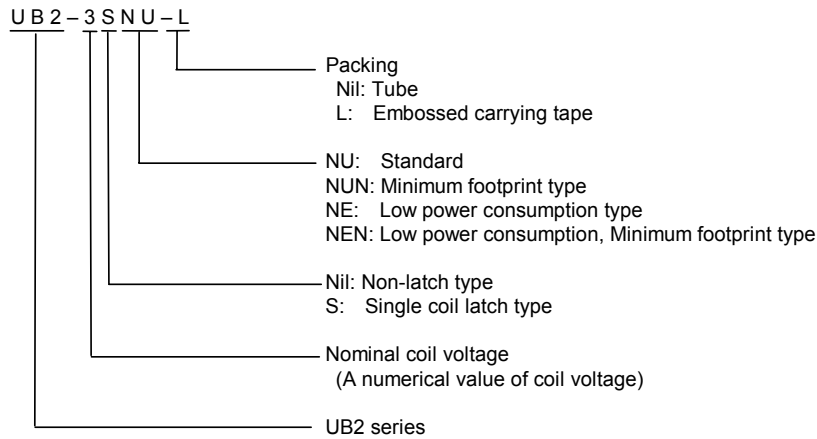 UB2–3SNU–L
Packing
Nil: Tube
L: Embossed carrying tape
NU: Standard
NUN: Minimum footprint type
NE: Low power consumption type
NEN: Low power consumption, Minimum footprint type
Nil: Non-latch type
S: Single coil latch type
Nominal coil voltage
(A numerical value of coil voltage)
UB2 series